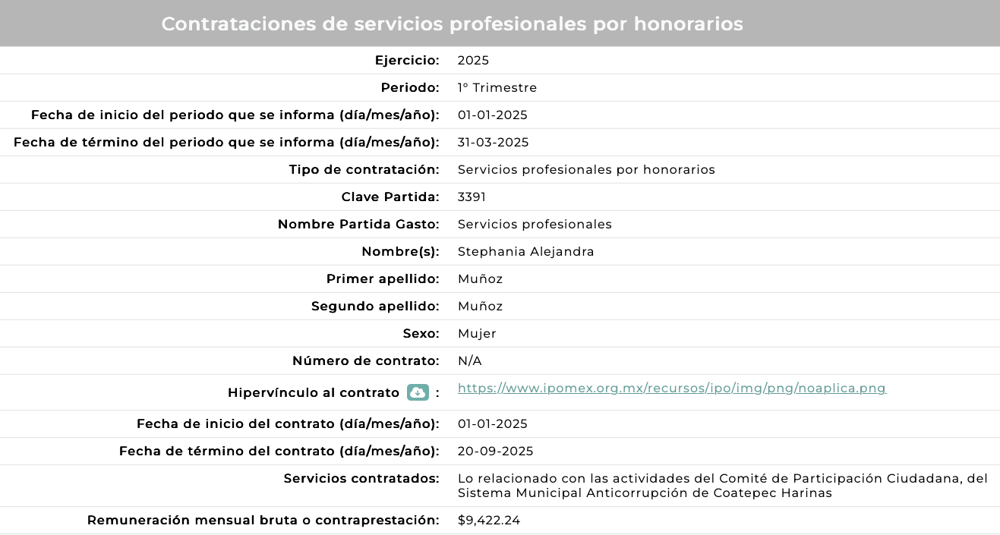 Contrataciones de servicios profesionales por honorarios
Ejercicio: 2025
Periodo: 1° Trimestre
Fecha de inicio del periodo que se informa (día/mes/año): 01-01-2025
Fecha de término del periodo que se informa (día/mes/año): 31-03-2025
Tipo de contratación: Servicios profesionales por honorarios
Clave Partida: 3391
Nombre Partida Gasto: Servicios profesionales
Nombre(s): Stephania Alejandra
Primer apellido: Muñoz
Segundo apellido: Muñoz
Sexo: Mujer
Número de contrato: N/A
Hipervínculo al contrato : https://www.ipomex.org.mx/recursos/ipo/img/png/noaplica.png
Fecha de inicio del contrato (día/mes/año): 01-01-2025
Fecha de término del contrato (día/mes/año): 20-09-2025
Servicios contratados: Lo relacionado con las actividades del Comité de Participación Ciudadana, del
Sistema Municipal Anticorrupción de Coatepec Harinas
Remuneración mensual bruta o contraprestación: $9,422.24